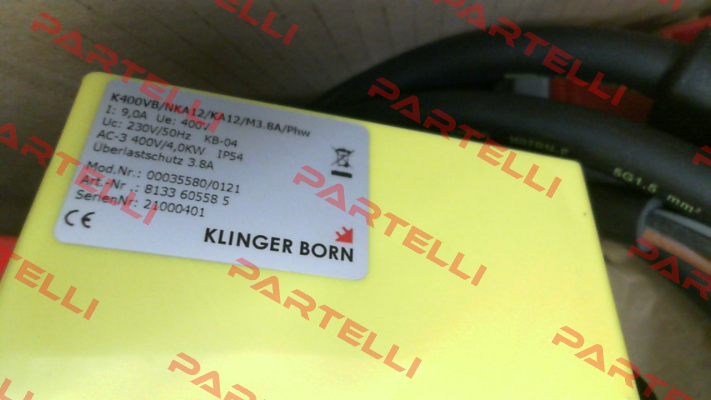 K400VB/NKA12/KA12/M3.8A/Phw
I: 9,0A Ue: 400V
Uc: 230V/50Hz KB-04
AC-3 400V/4,0KW IP54
Überlastschutz 3.8A
Mod.Nr.: 00035580/0121
Art.-Nr .: 8133 60558 5
SerienNr: 21000401
CE
KLINGER BORN
5G1.5 mm²
PARTELLI
PARTELLI
PARTELLI
PARTELLI
PARTELLI
PARTELLI
PARTELLI
PARTELLI